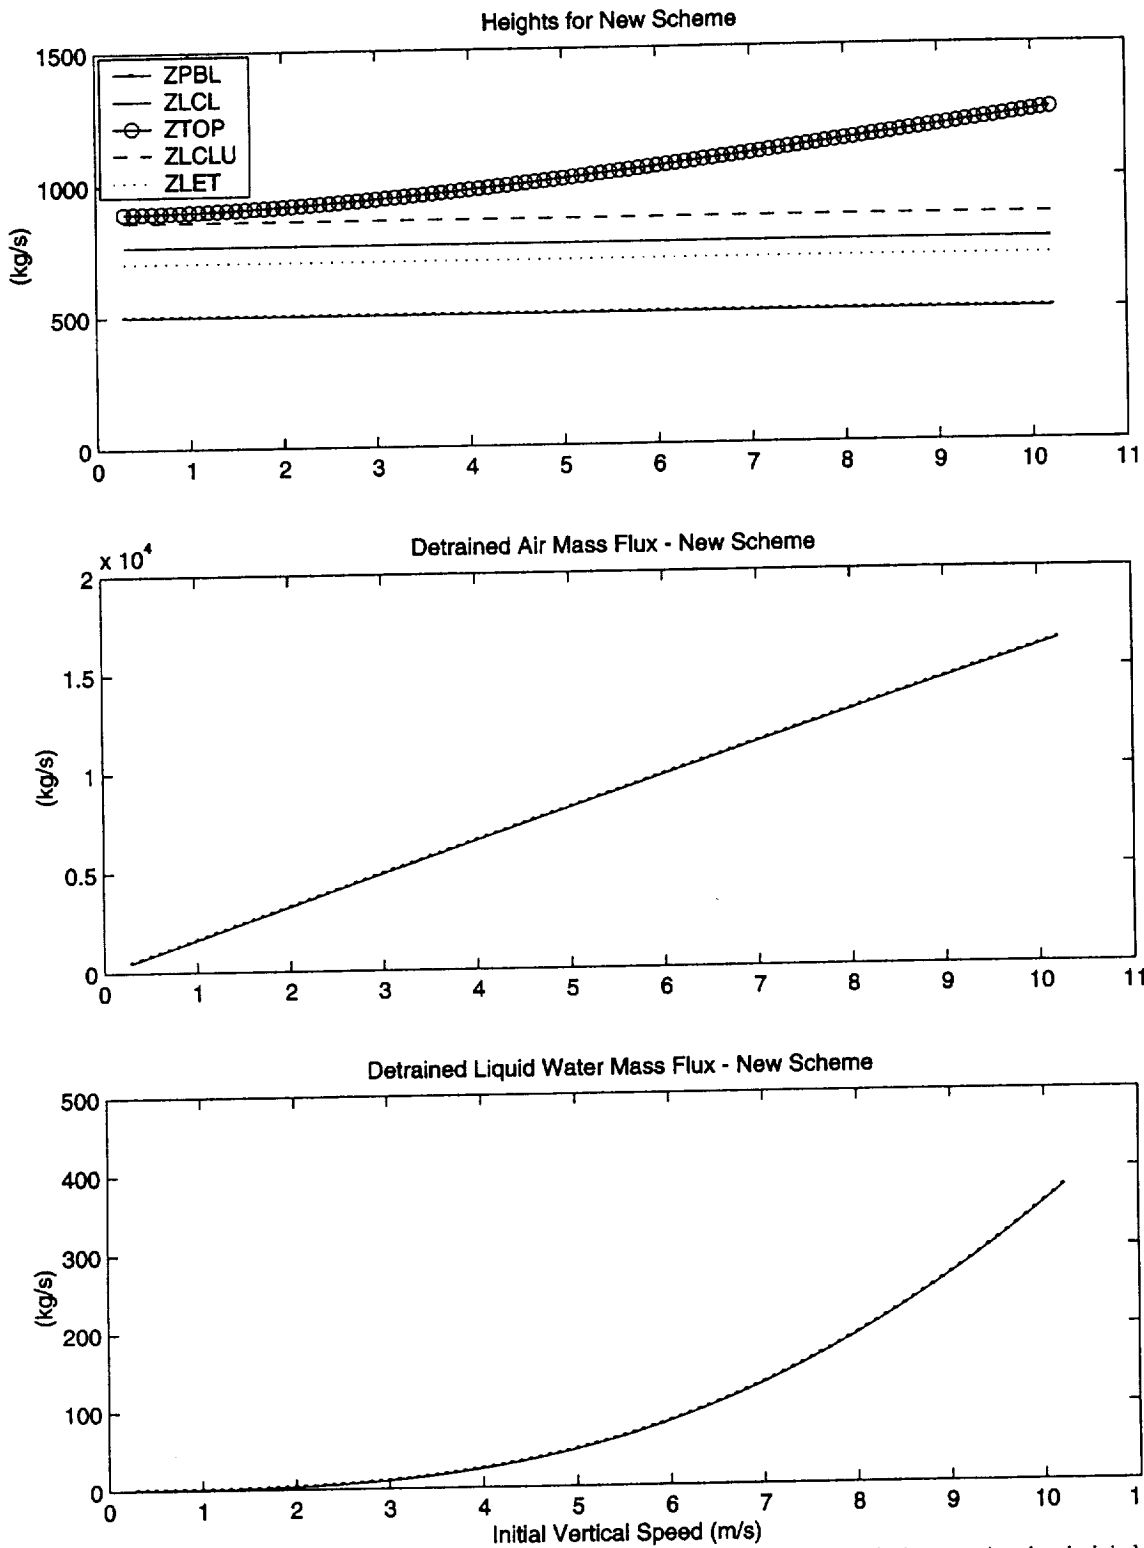 Heights for New Scheme
1500
1000
500
0
(kg/s)
ZPBL
ZLCL
ZTOP
ZLCLU
ZLET
0 1 2 3 4 5 6 7 8 9 10 11
Detrained Air Mass Flux - New Scheme
x 10^4
2
1.5
1
0.5
0
(kg/s)
0 1 2 3 4 5 6 7 8 9 10 11
Detrained Liquid Water Mass Flux - New Scheme
500
400
300
200
100
0
(kg/s)
0 1 2 3 4 5 6 7 8 9 10 1
Initial Vertical Speed (m/s)